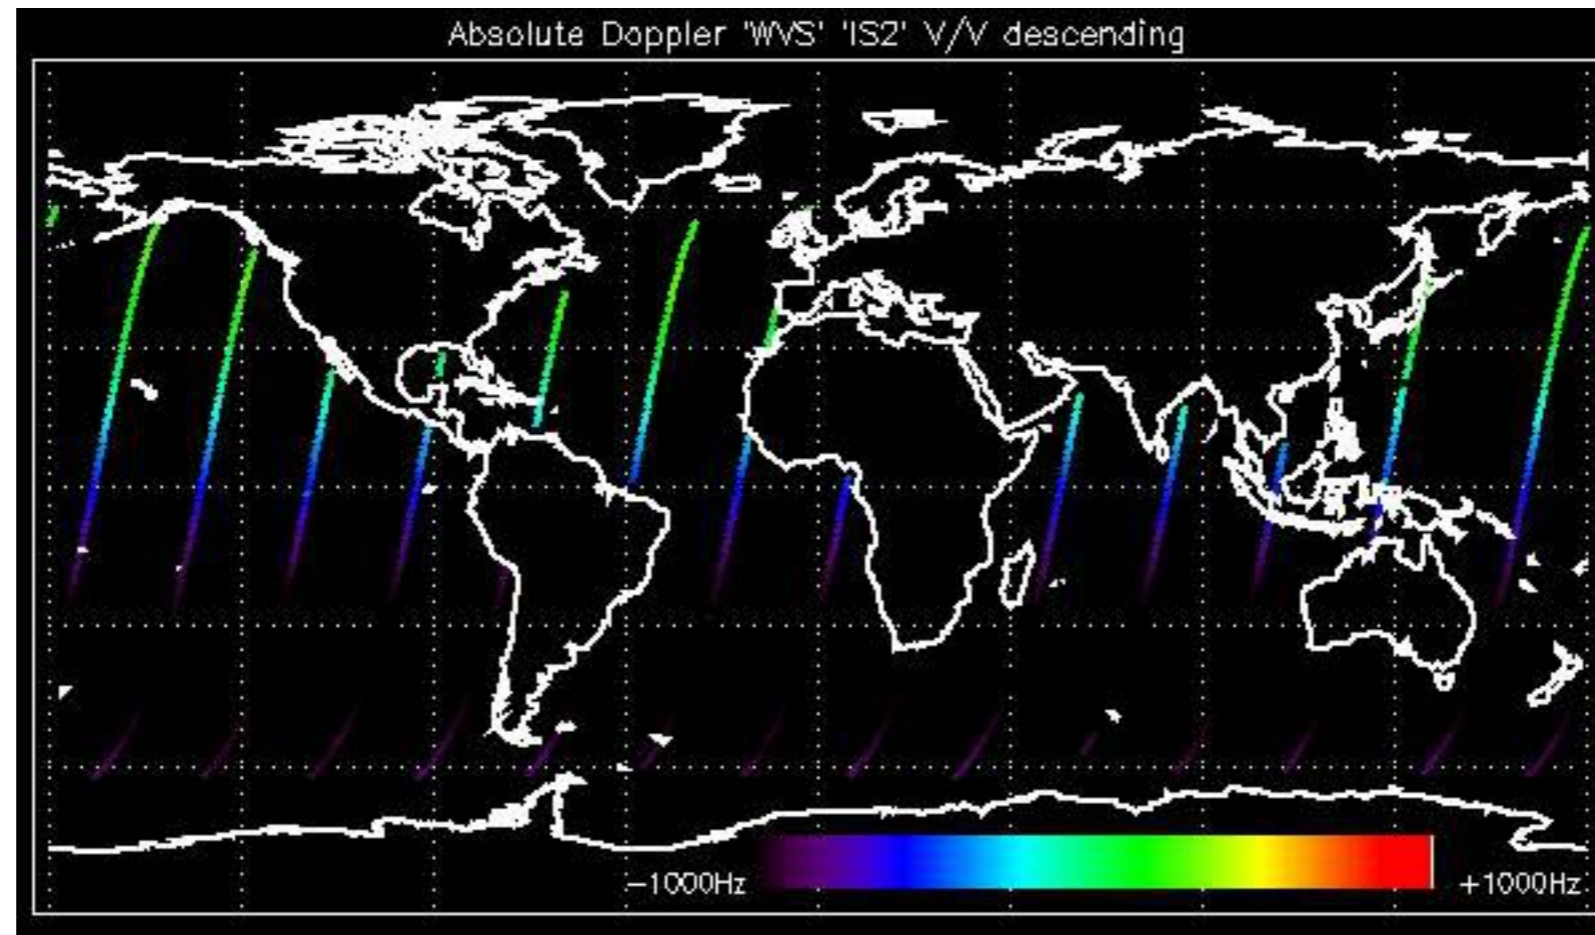 Absolute Doppler 'WVS' 'IS2' V/V descending
−1000Hz
+1000Hz